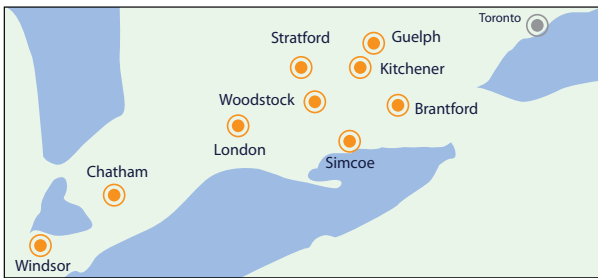 Toronto
Stratford
Guelph
Kitchener
Woodstock
Brantford
London
Simcoe
Chatham
Windsor